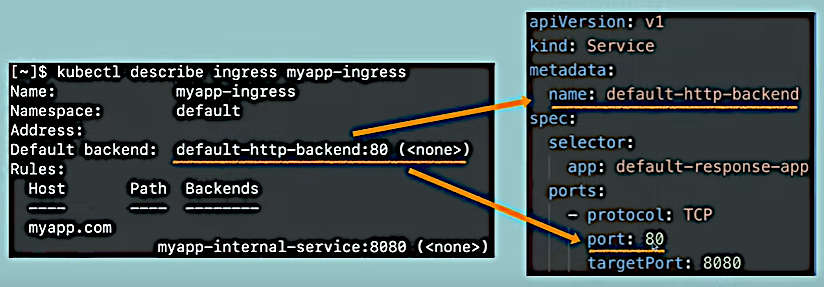 [~]$ kubectl describe ingress myapp-ingress
Name: myapp-ingress
Namespace: default
Address:
Default backend: default-http-backend:80 (<none>)
Rules:
Host Path Backends
---- ---- --------
myapp.com
myapp-internal-service:8080 (<none>)
apiVersion: v1
kind: Service
metadata:
name: default-http-backend
spec:
selector:
app: default-response-app
ports:
- protocol: TCP
port: 80
targetPort: 8080